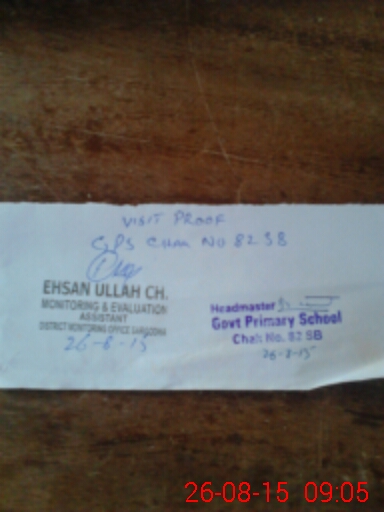 VISIT PROOF
GPS CHAK NO 82 SB
EHSAN ULLAH CH.
MONITORING & EVALUATION
ASSISTANT
DISTRICT MONITORING OFFICE SARGODHA
26-8-15
Headmaster
Govt Primary School
Chak No. 82 SB
26-8-15
26-08-15 09:05